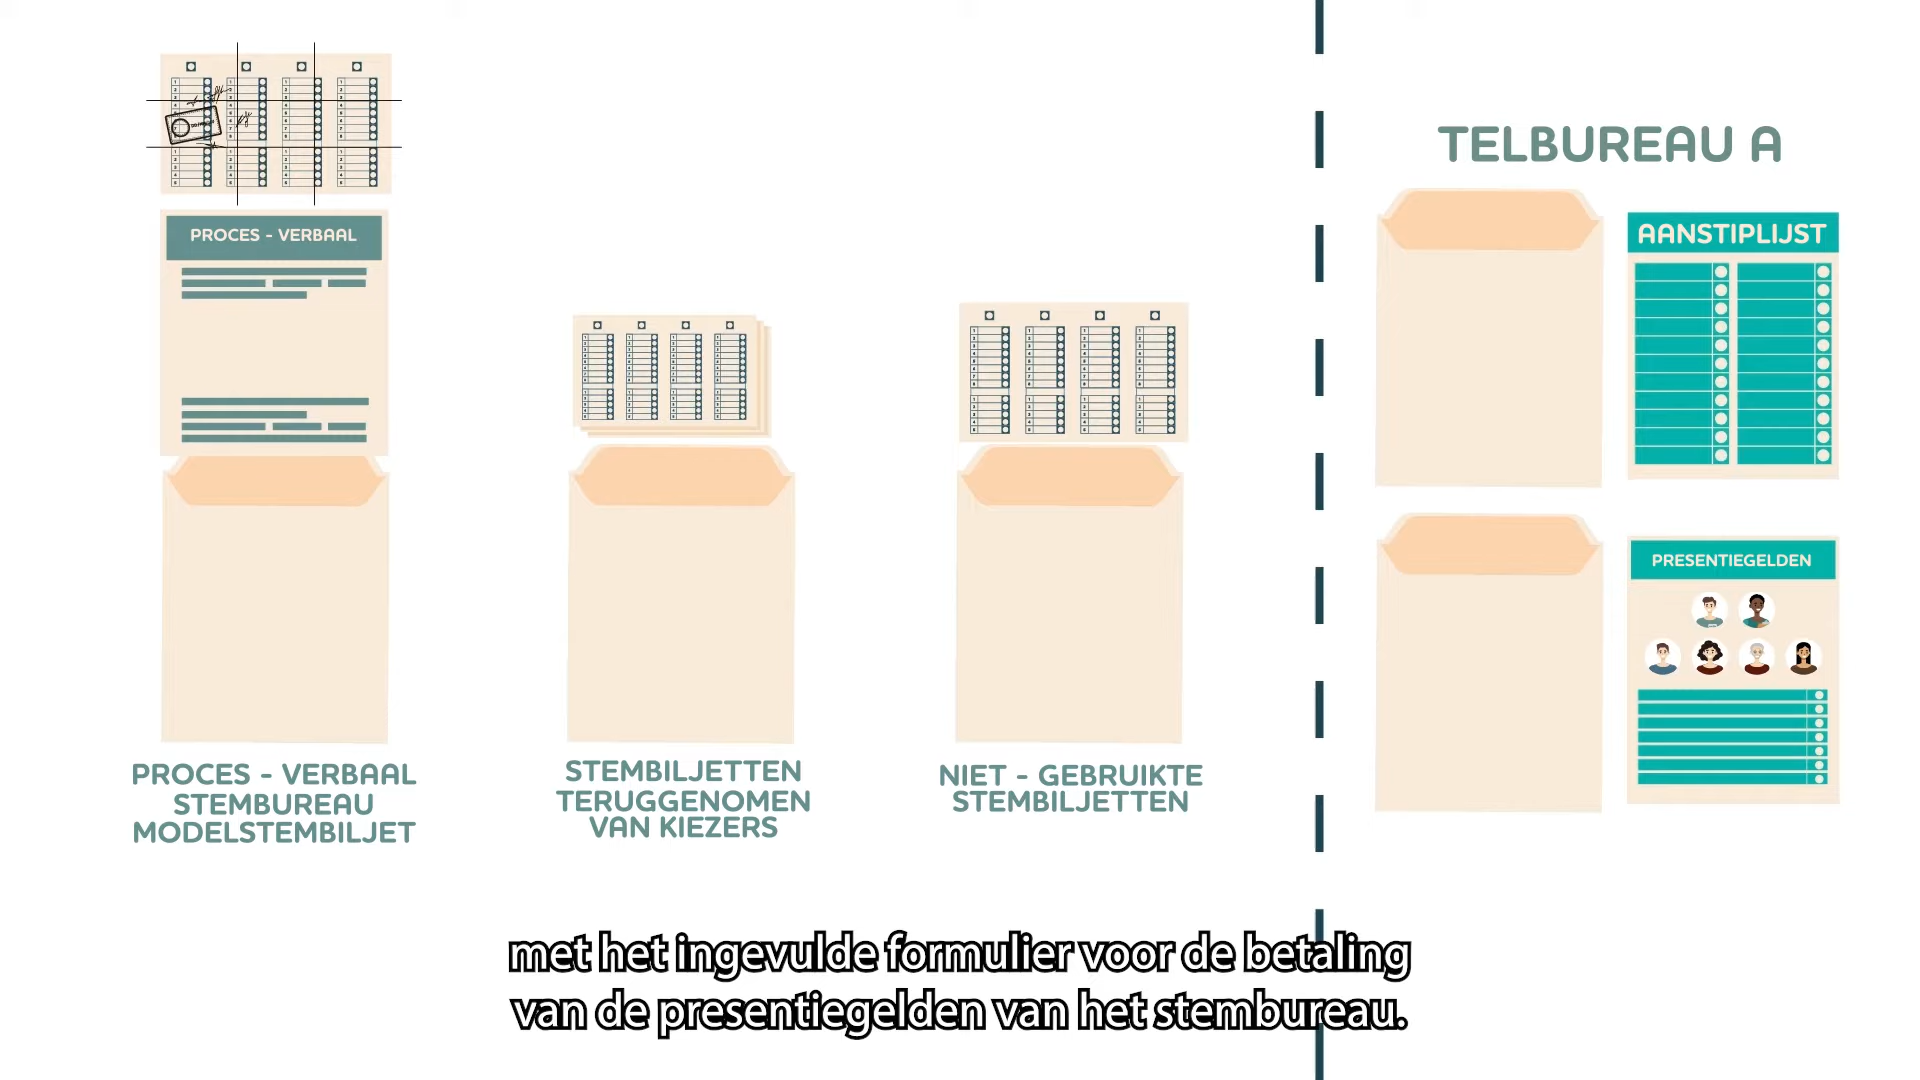 PROCES - VERBAAL
PROCES - VERBAAL
STEMBUREAU
MODELSTEMBILJET
STEMBILJETTEN
TERUGGENOMEN
VAN KIEZERS
NIET - GEBRUIKTE
STEMBILJETTEN
TELBUREAU A
AANSTIPLIJST
PRESENTIEGELDEN
met het ingevulde formulier voor de betaling
van de presentiegelden van het stembureau.